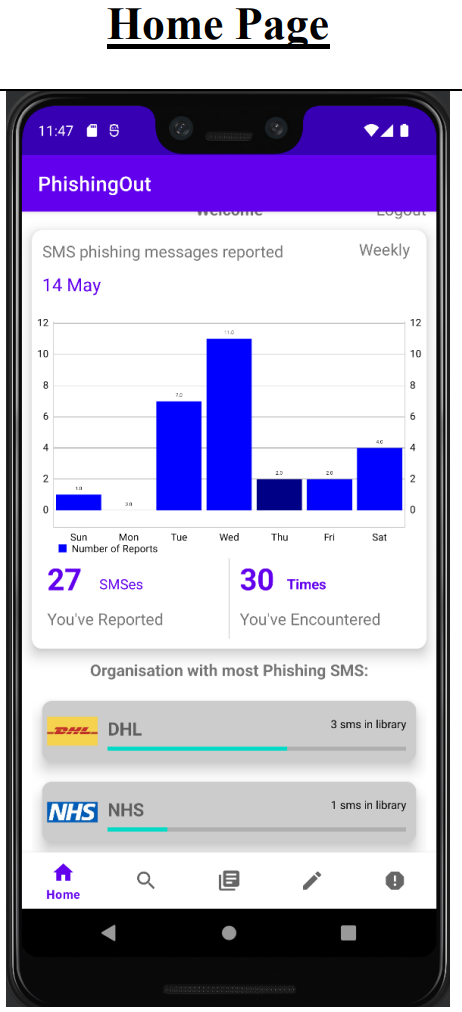 Home Page
11:47
PhishingOut
Welcome Logout
SMS phishing messages reported Weekly
14 May
12 12
11.0
10 10
8 8
7.0
6 6
4.0
4 4
2.0 2.0
2 2
1.0
0 0
Sun Mon Tue Wed Thu Fri Sat
Number of Reports
27 SMSes 30 Times
You've Reported You've Encountered
Organisation with most Phishing SMS:
DHL DHL 3 sms in library
NHS NHS 1 sms in library
Home